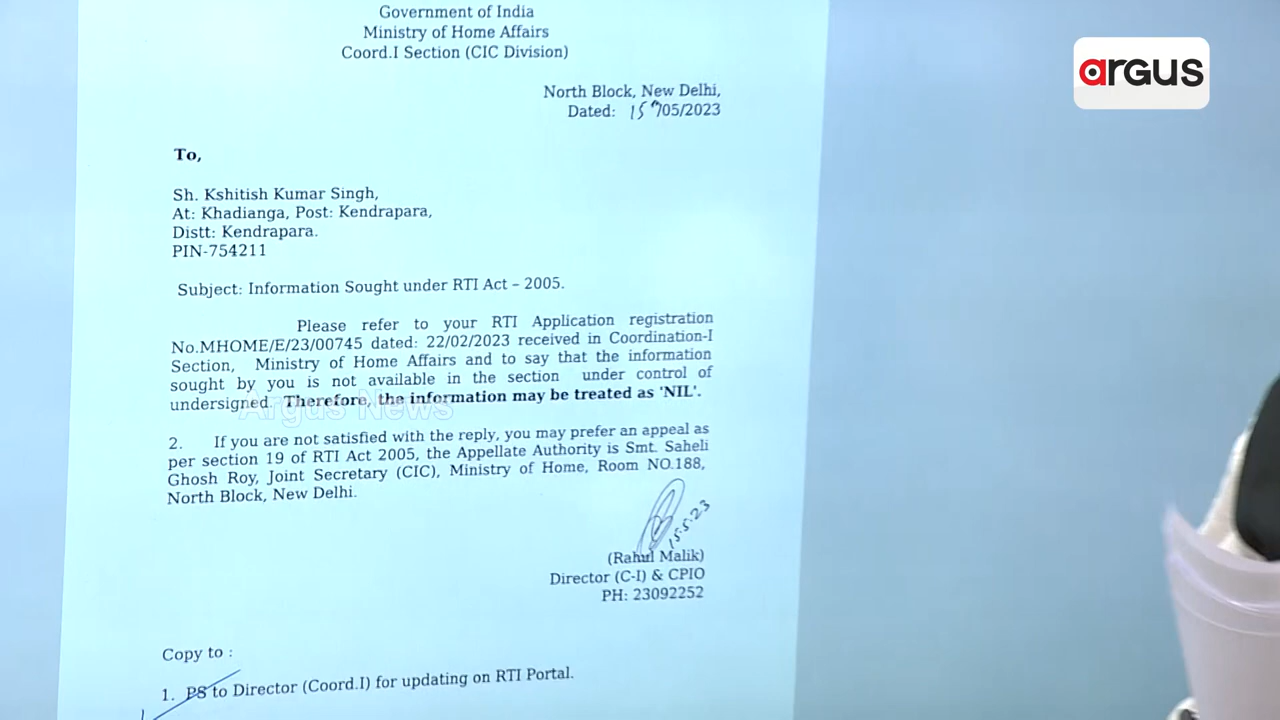 Government of India
Ministry of Home Affairs
Coord.I Section (CIC Division)
argus
North Block, New Delhi,
Dated: 15th/05/2023
To,
Sh. Kshitish Kumar Singh,
At: Khadianga, Post: Kendrapara,
Distt: Kendrapara.
PIN-754211
Subject: Information Sought under RTI Act – 2005.
Please refer to your RTI Application registration
No.MHOME/E/23/00745 dated: 22/02/2023 received in Coordination-I
Section, Ministry of Home Affairs and to say that the information
sought by you is not available in the section under control of
undersigned. Therefore, the information may be treated as 'NIL'.
Argus News
2. If you are not satisfied with the reply, you may prefer an appeal as
per section 19 of RTI Act 2005, the Appellate Authority is Smt. Saheli
Ghosh Roy, Joint Secretary (CIC), Ministry of Home, Room NO.188,
North Block, New Delhi.
15.5.23
(Rahul Malik)
Director (C-I) & CPIO
PH: 23092252
Copy to :
1. PS to Director (Coord.I) for updating on RTI Portal.